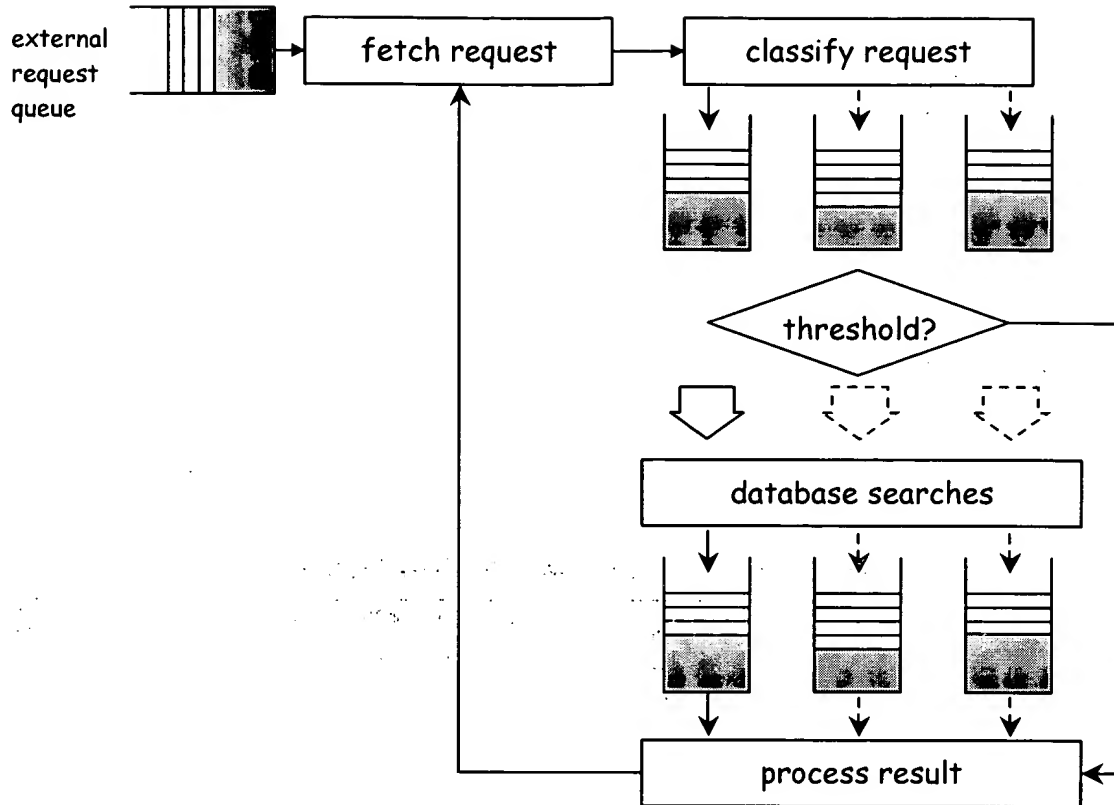 external
request
queue
fetch request
classify request
threshold?
database searches
process result